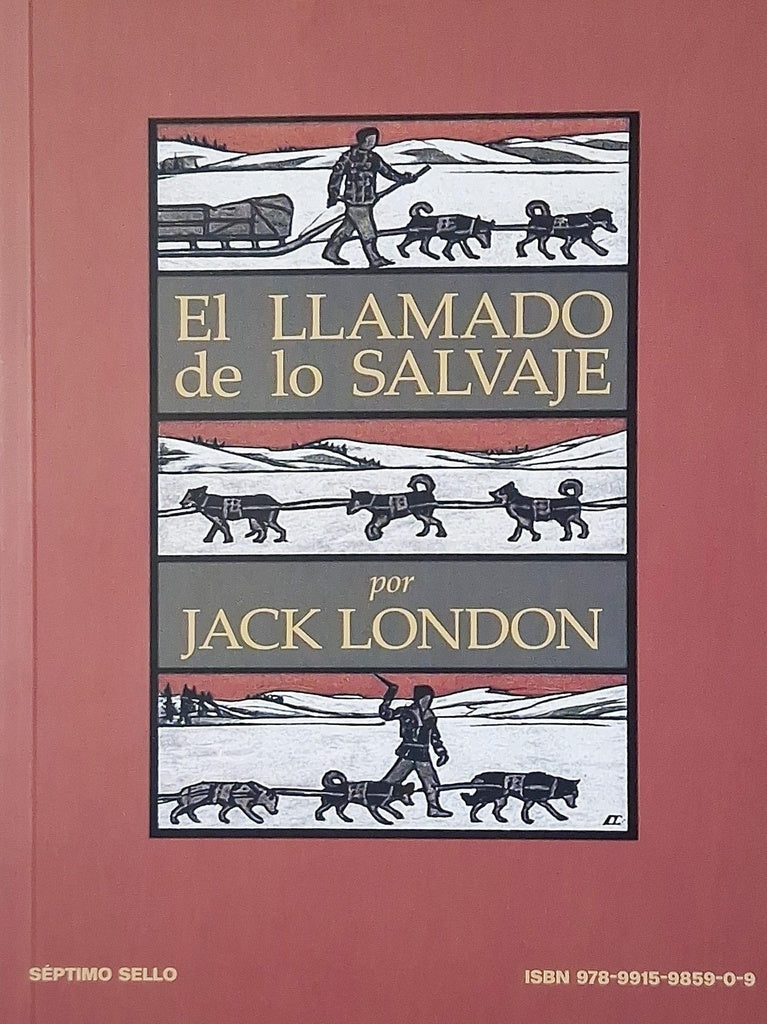 El LLAMADO
de lo SALVAJE
por
JACK LONDON
SÉPTIMO SELLO
ISBN 978-9915-9859-0-9